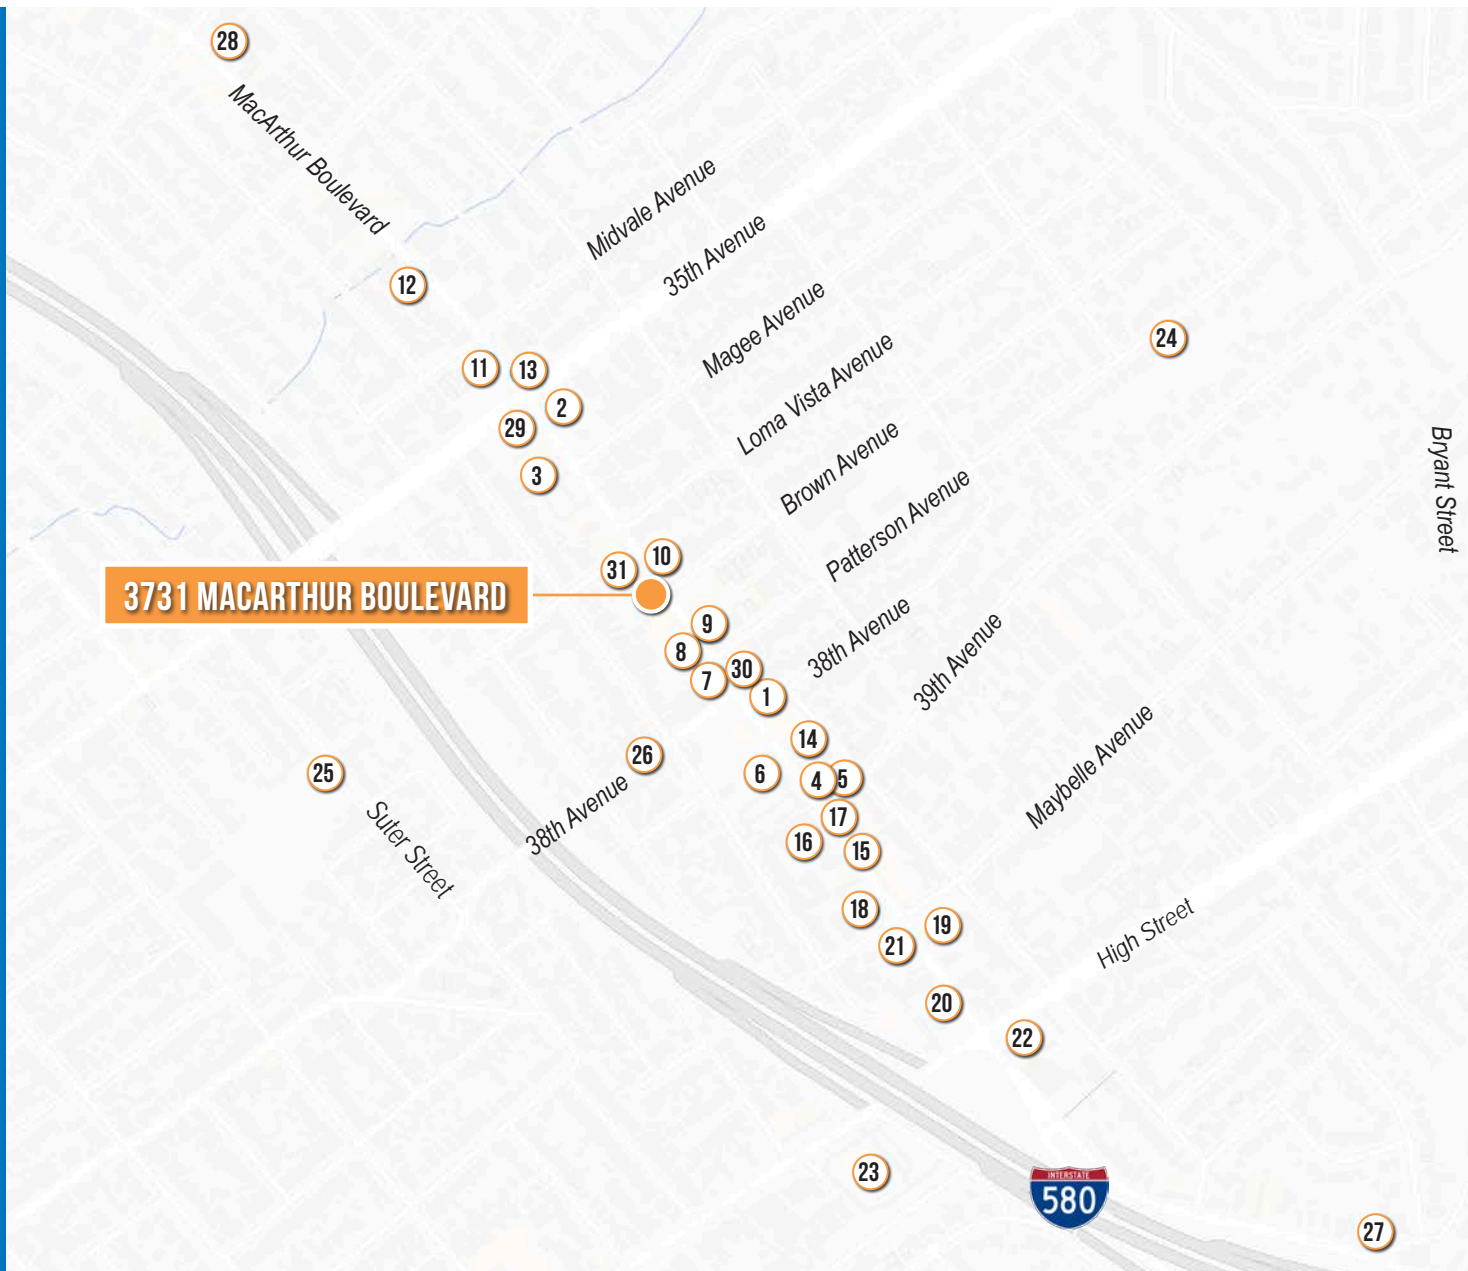 28
MacArthur Boulevard
Midvale Avenue
35th Avenue
12
Magee Avenue
24
Loma Vista Avenue
11
13
2
29
Brown Avenue
Bryant Street
3
Patterson Avenue
10
31
3731 MACARTHUR BOULEVARD
9
38th Avenue
8
39th Avenue
30
7
1
14
Maybelle Avenue
26
6
25
4
5
38th Avenue
17
Suter Street
16
15
18
19
High Street
21
20
22
23
INTERSTATE
580
27